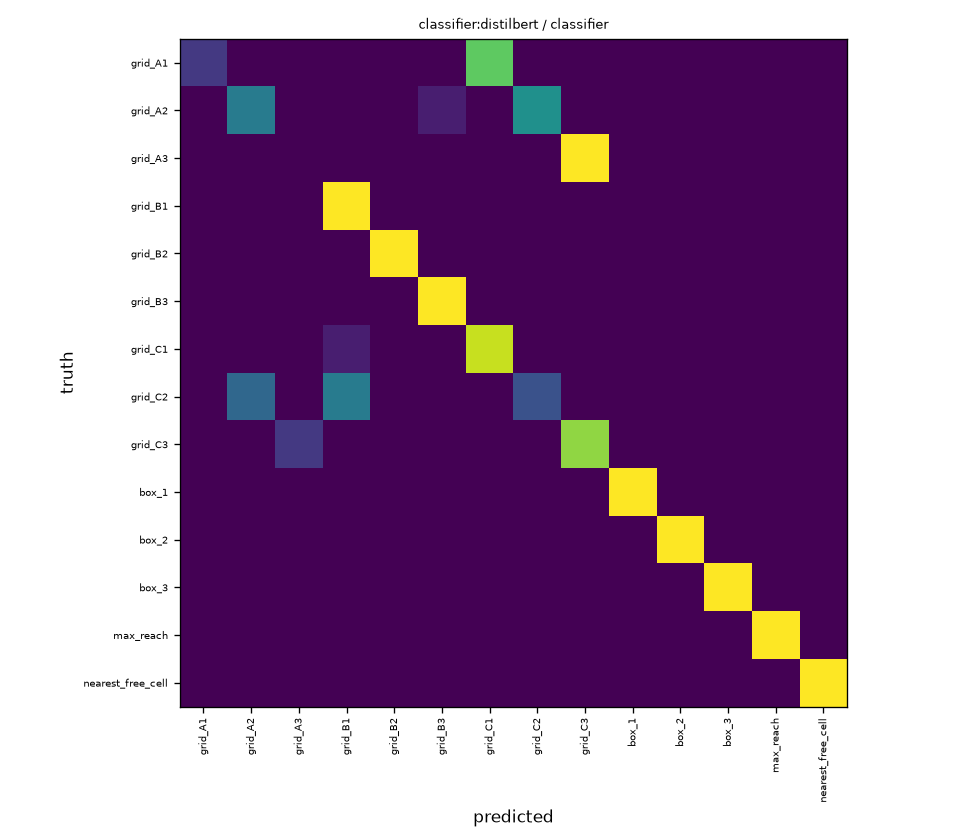 classifier:distilbert / classifier
grid_A1
grid_A2
grid_A3
grid_B1
grid_B2
grid_B3
grid_C1
grid_C2
grid_C3
box_1
box_2
box_3
max_reach
nearest_free_cell
truth
grid_A1
grid_A2
grid_A3
grid_B1
grid_B2
grid_B3
grid_C1
grid_C2
grid_C3
box_1
box_2
box_3
max_reach
nearest_free_cell
predicted